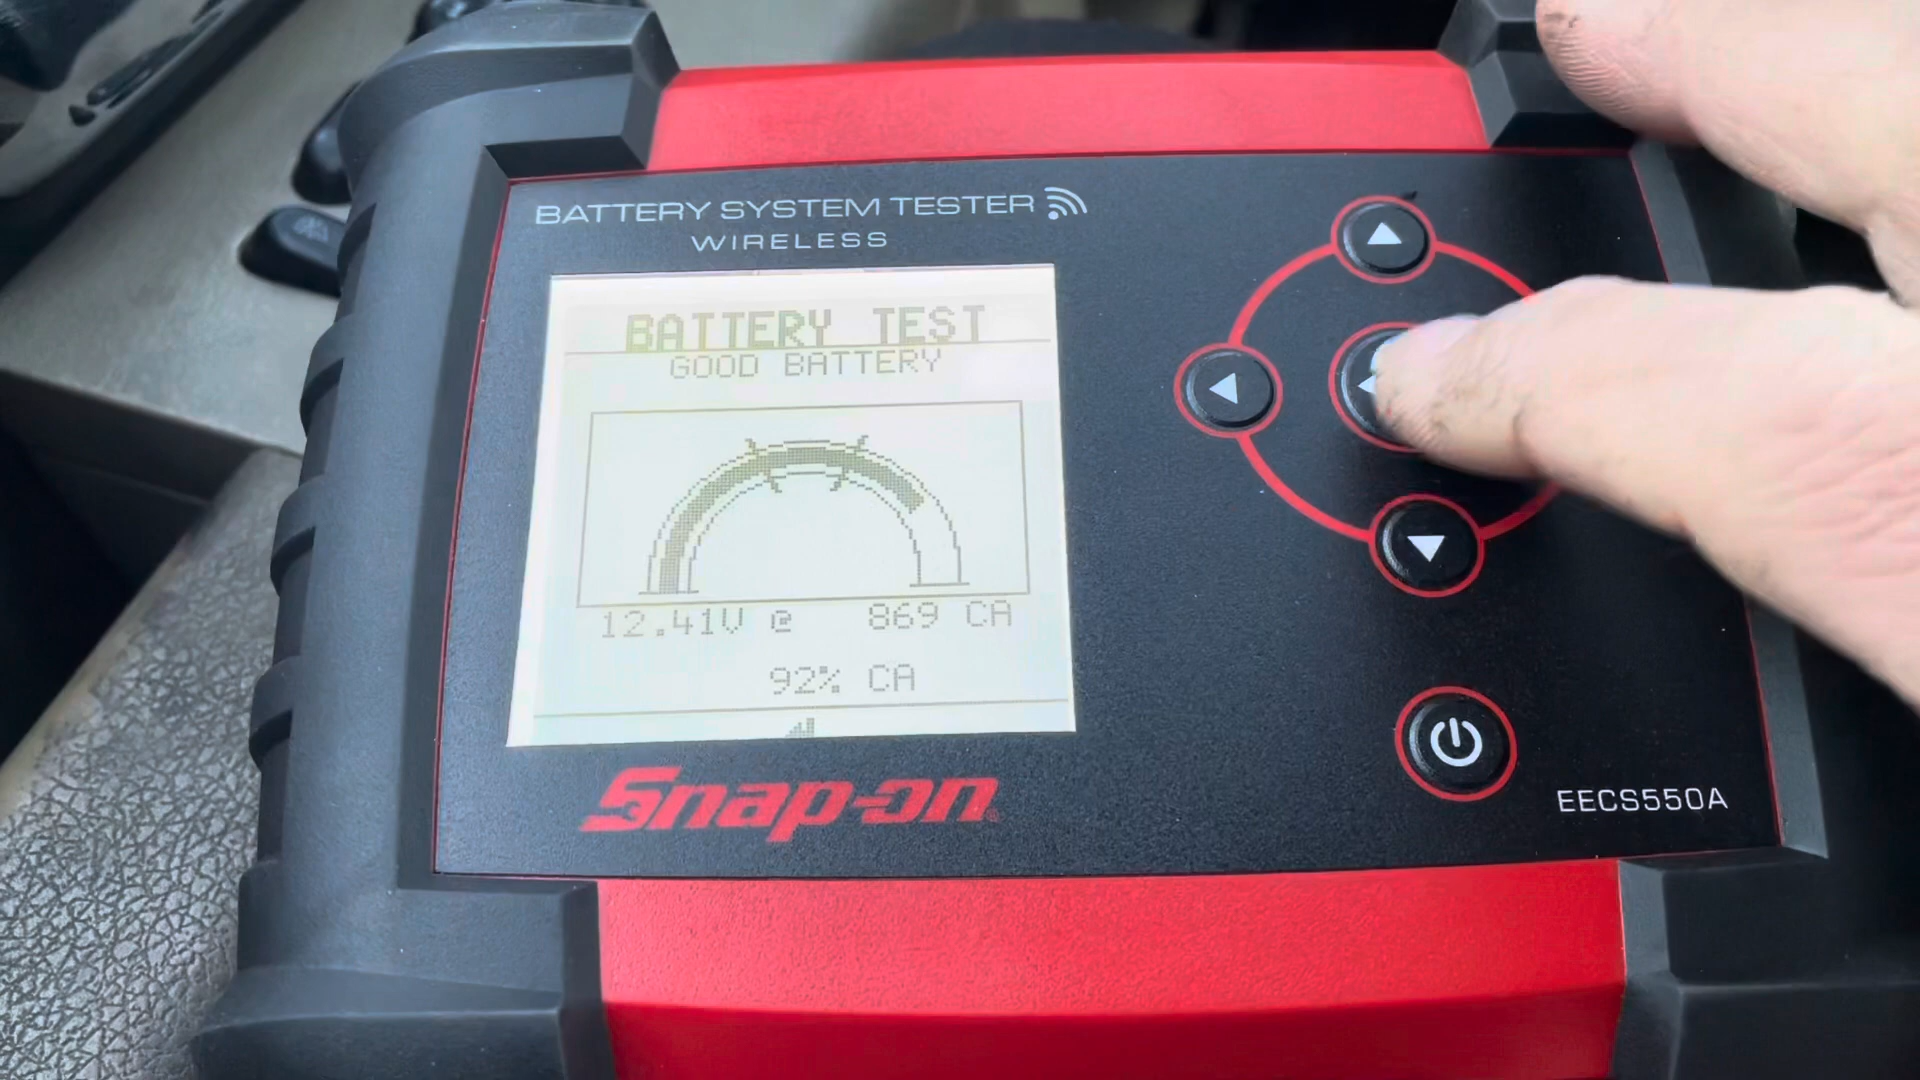 BATTERY SYSTEM TESTER
WIRELESS
BATTERY TEST
GOOD BATTERY
12.41V @ 869 CA
92% CA
Snap-on®
EECS550A